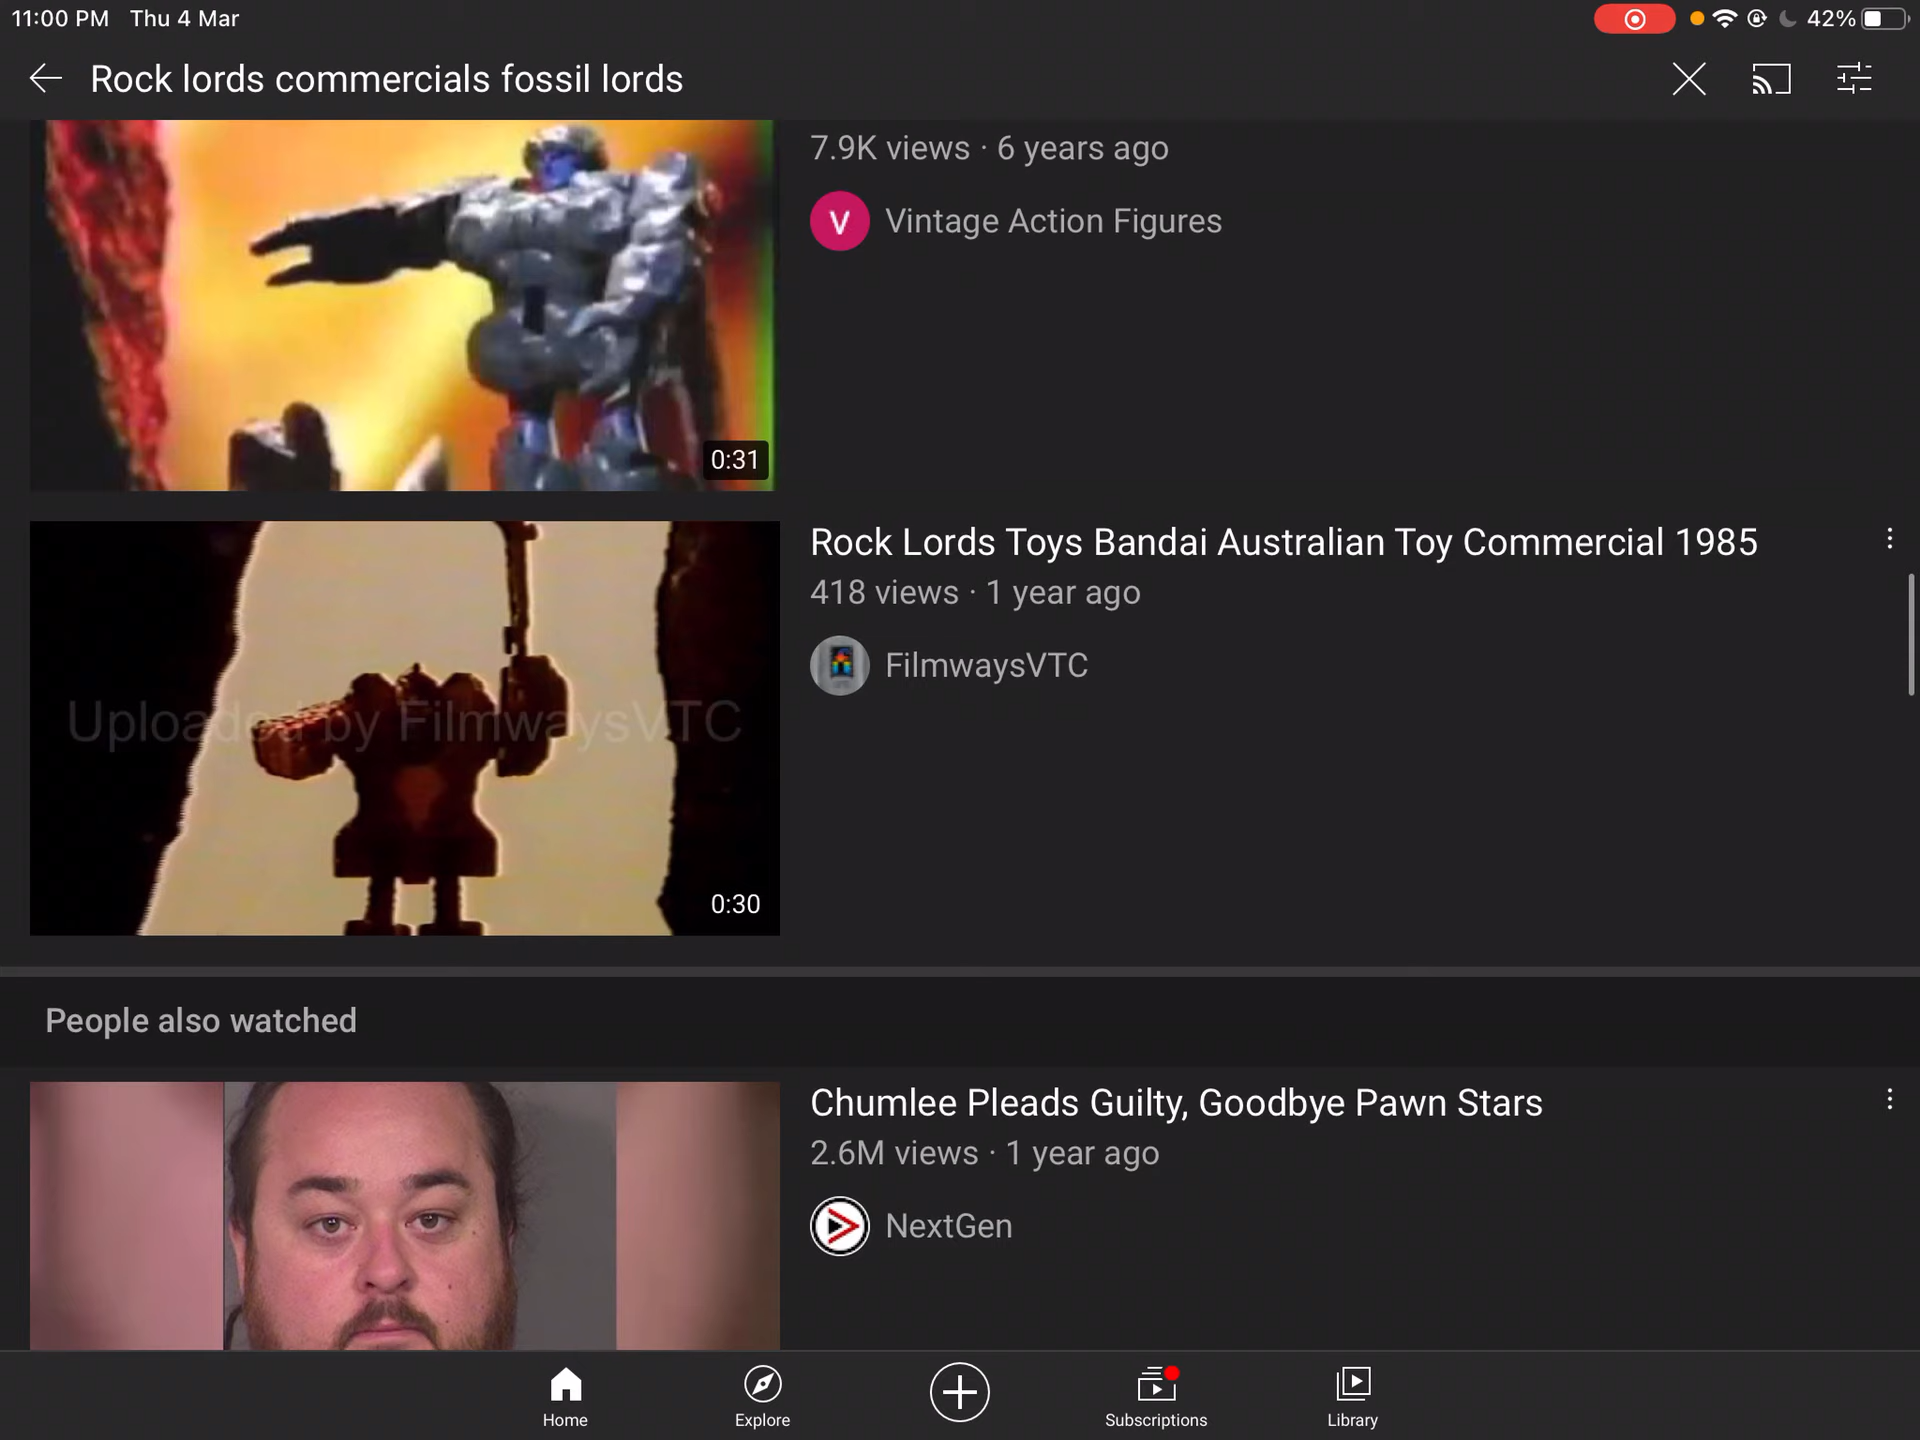 11:00 PM Thu 4 Mar
42%
Rock lords commercials fossil lords
7.9K views · 6 years ago
V Vintage Action Figures
0:31
Rock Lords Toys Bandai Australian Toy Commercial 1985
418 views · 1 year ago
FilmwaysVTC
Uploaded by FilmwaysVTC
0:30
People also watched
Chumlee Pleads Guilty, Goodbye Pawn Stars
2.6M views · 1 year ago
NextGen
Home
Explore
Subscriptions
Library